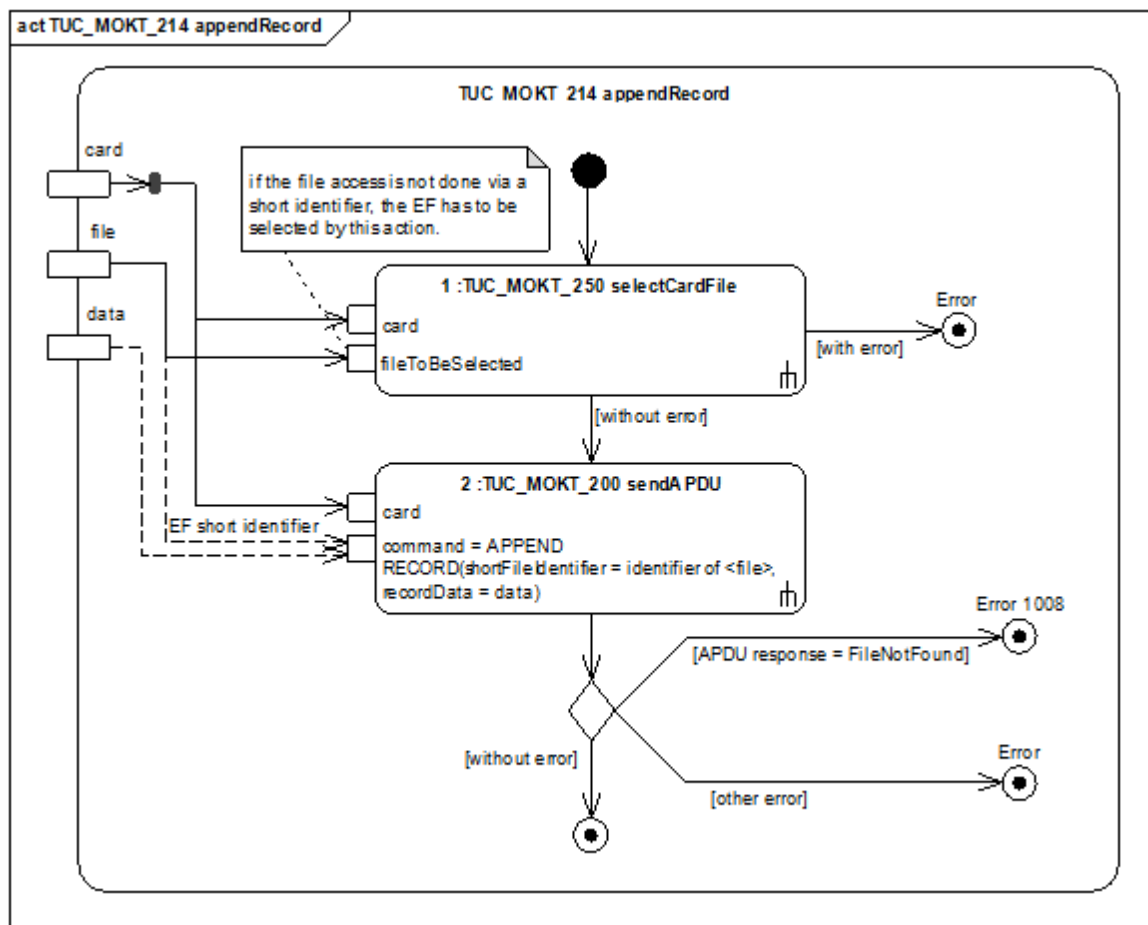 act TUC_MOKT_214 appendRecord
TUC_MOKT_214 appendRecord
card
if the file access is not done via a
short identifier, the EF has to be
selected by this action.
file
data
1 :TUC_MOKT_250 selectCardFile
card
fileToBeSelected
Error
[with error]
[without error]
2 :TUC_MOKT_200 sendAPDU
card
EF short identifier
command = APPEND
RECORD(shortFileIdentifier = identifier of <file>,
recordData = data)
Error 1008
[APDU response = FileNotFound]
[without error]
Error
[other error]